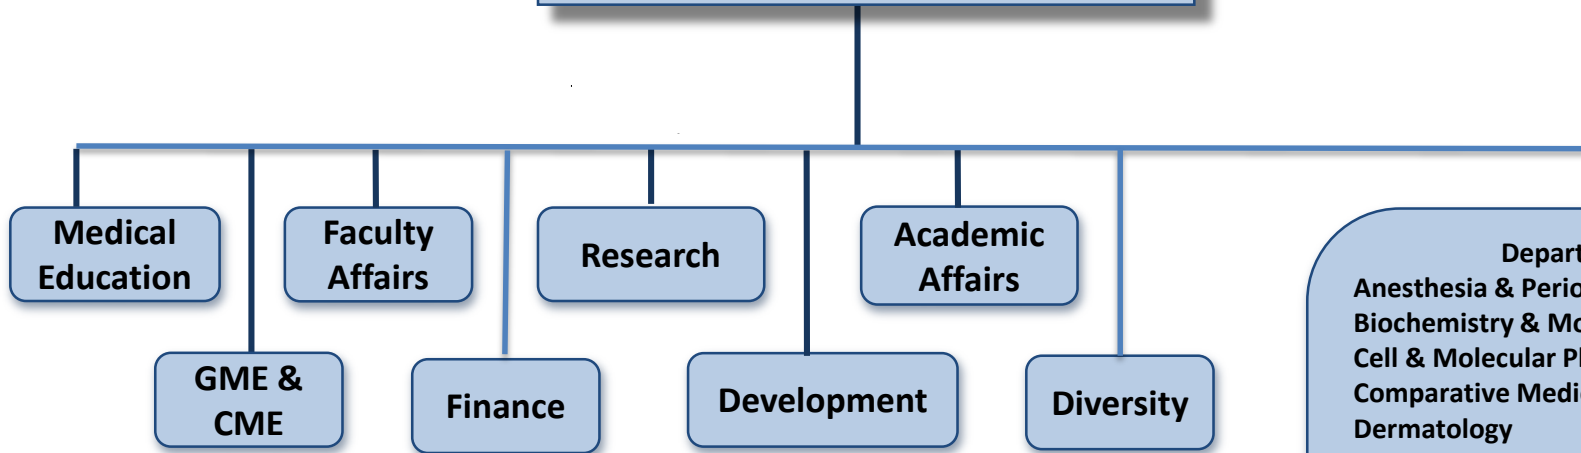 Medical
Education
Faculty
Affairs
Research
Academic
Affairs
GME &
CME
Finance
Development
Diversity
Depart
Anesthesia & Perio
Biochemistry & Mo
Cell & Molecular P
Comparative Medi
Dermatology